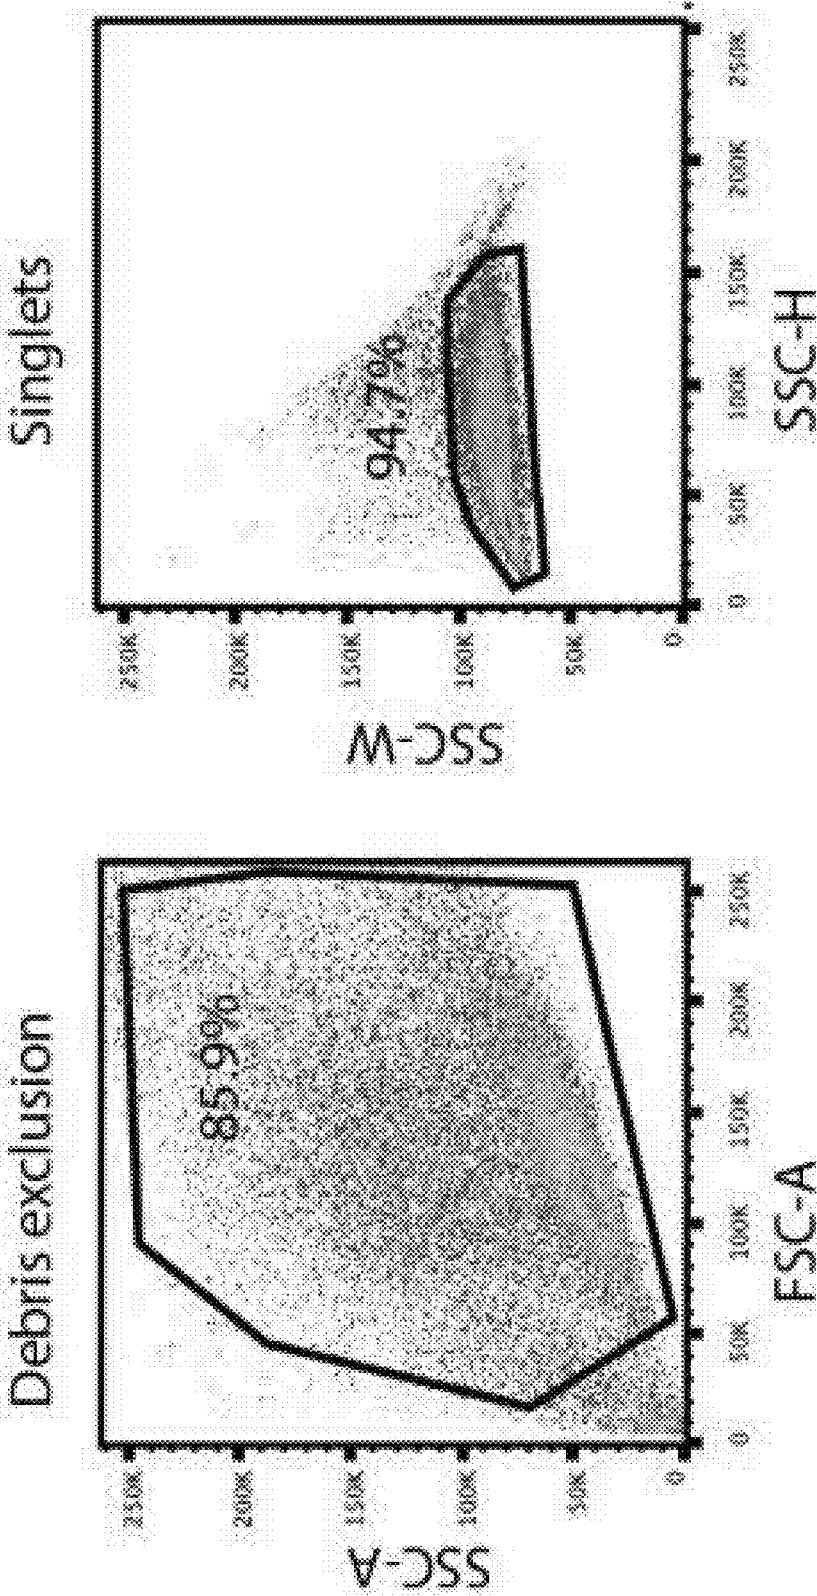 Debris exclusion
SSC-A
250K
200K
150K
100K
50K
0
85.9%
0
50K
100K
150K
200K
250K
FSC-A
Singlets
SSC-W
250K
200K
150K
100K
50K
0
94.7%
0
50K
100K
150K
200K
250K
SSC-H